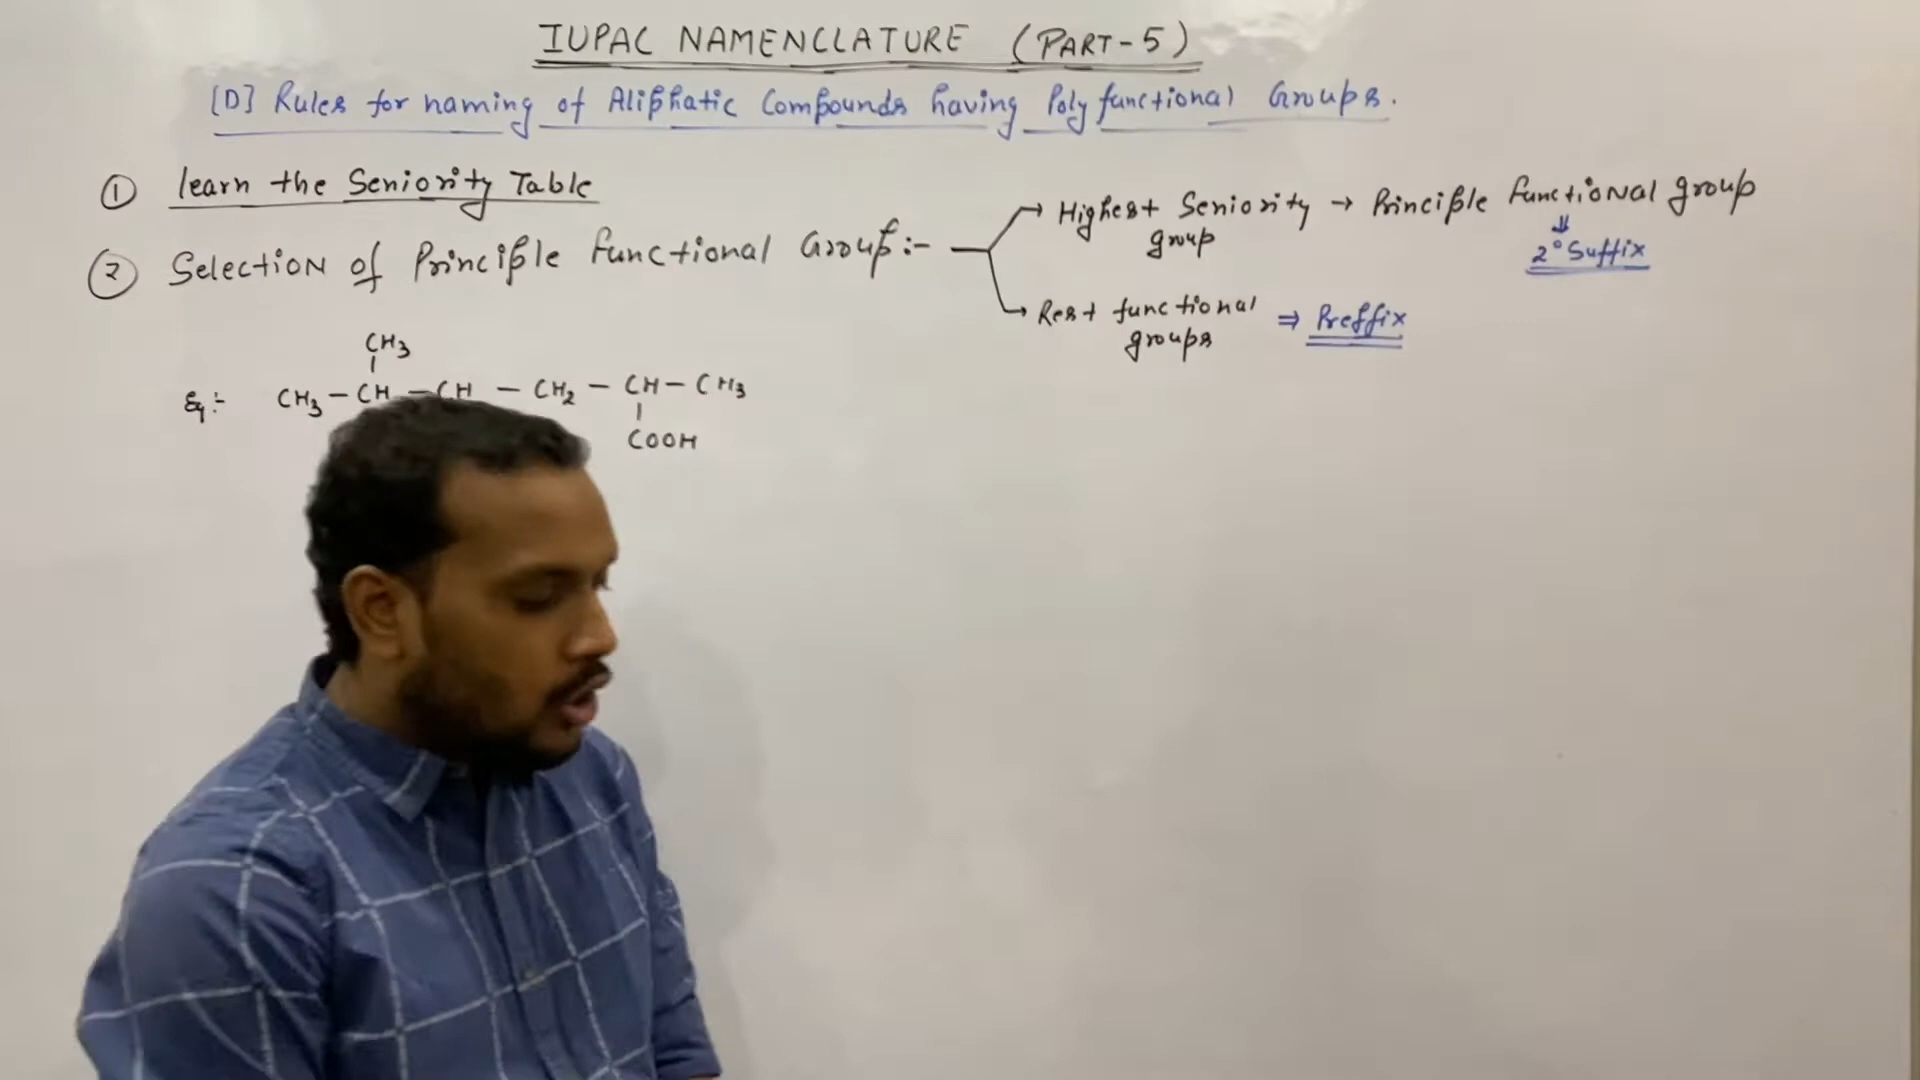 IUPAC NAMENCLATURE (PART-5)
[D] Rules for naming of Aliphatic Compounds having Poly functional Groups.
① learn the Seniority Table
② Selection of Principle functional Group:-
→ Highest Seniority group → Principle functional group
⇓
2° Suffix
→ Rest functional groups ⇒ Preffix
CH3
|
Eg:- CH3 - CH - CH - CH2 - CH - CH3
|
COOH